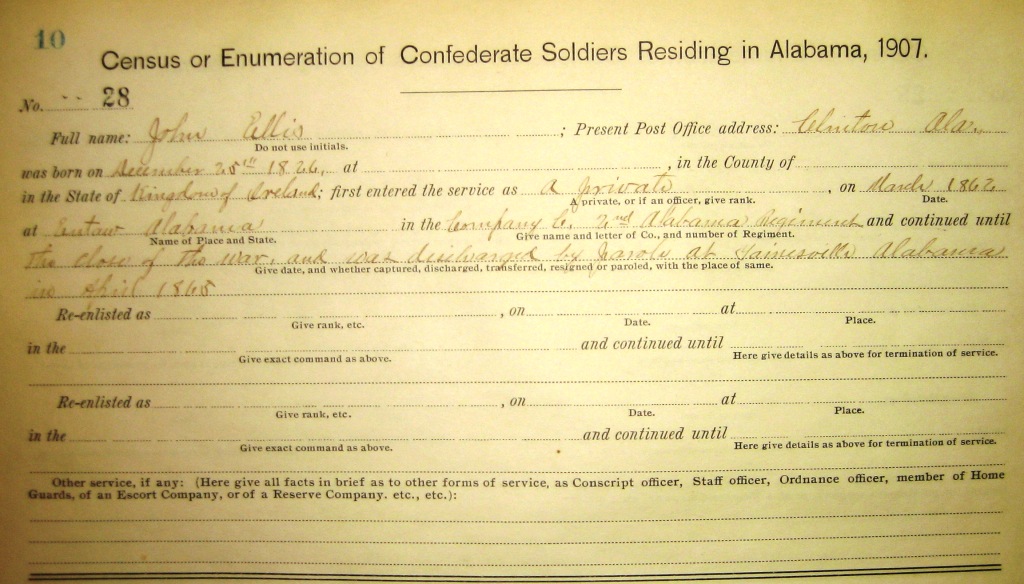 10
Census or Enumeration of Confederate Soldiers Residing in Alabama, 1907.
No. 28
Full name: John Ellis ; Present Post Office address: Clinton Ala.
Do not use initials.
was born on December 25th 1826, at , in the County of
in the State of Kingdom of Ireland; first entered the service as a private , on March 1862
A private, or if an officer, give rank. Date.
at Eutaw Alabama in the Company C, 2nd Alabama Regiment and continued until
Name of Place and State. Give name and letter of Co., and number of Regiment.
the close of the war, and was discharged by parole at Gainesville Alabama
Give date, and whether captured, discharged, transferred, resigned or paroled, with the place of same.
in April 1865
Re-enlisted as , on at
Give rank, etc. Date. Place.
in the and continued until
Give exact command as above. Here give details as above for termination of service.
Re-enlisted as , on at
Give rank, etc. Date. Place.
in the and continued until
Give exact command as above. Here give details as above for termination of service.
Other service, if any: (Here give all facts in brief as to other forms of service, as Conscript officer, Staff officer, Ordnance officer, member of Home
Guards, of an Escort Company, or of a Reserve Company. etc., etc.):